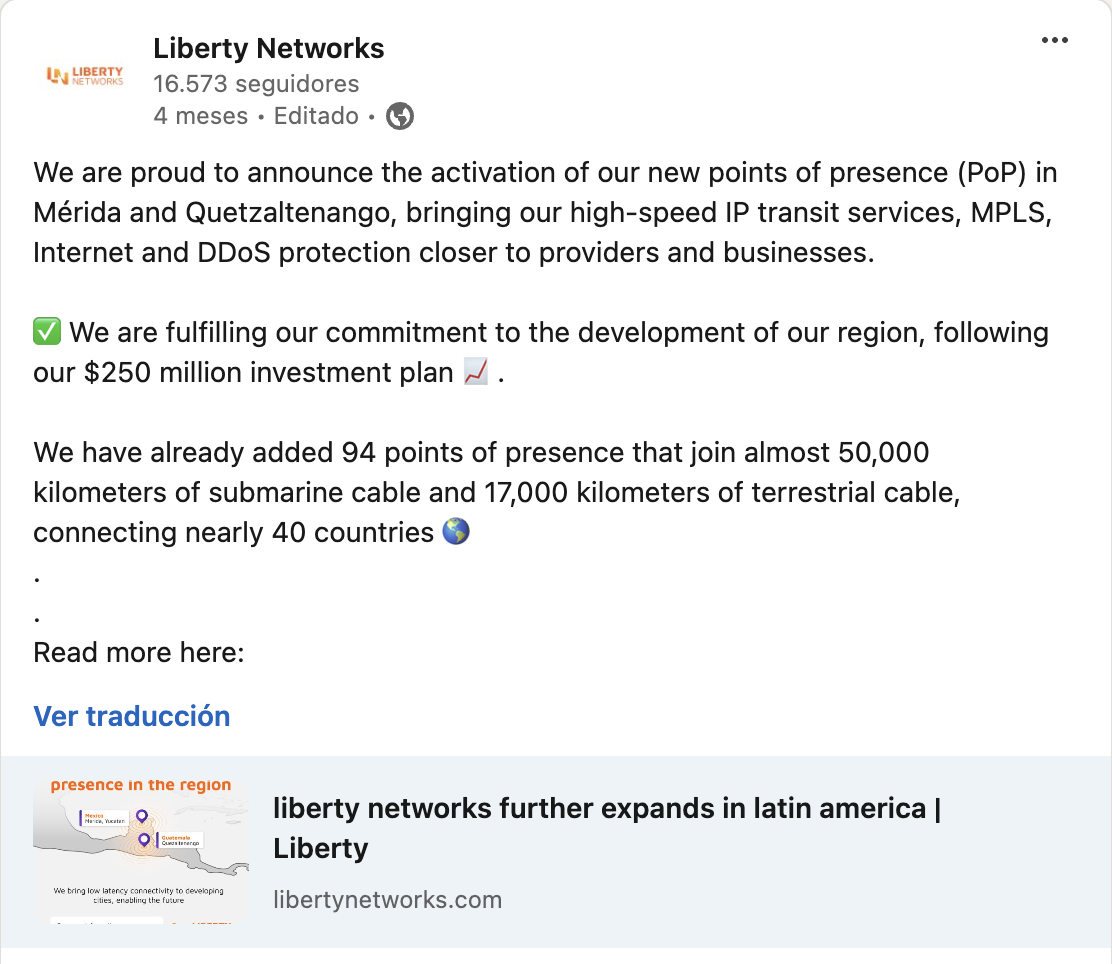 Liberty Networks
LIBERTY
NETWORKS
16.573 seguidores
4 meses • Editado •
We are proud to announce the activation of our new points of presence (PoP) in
Mérida and Quetzaltenango, bringing our high-speed IP transit services, MPLS,
Internet and DDoS protection closer to providers and businesses.
✅ We are fulfilling our commitment to the development of our region, following
our $250 million investment plan 📈 .
We have already added 94 points of presence that join almost 50,000
kilometers of submarine cable and 17,000 kilometers of terrestrial cable,
connecting nearly 40 countries 🌎
.
.
Read more here:
Ver traducción
presence in the region
Mexico
Merida, Yucatan
Guatemala
Quezaltenango
We bring low latency connectivity to developing
cities, enabling the future
liberty networks further expands in latin america |
Liberty
libertynetworks.com